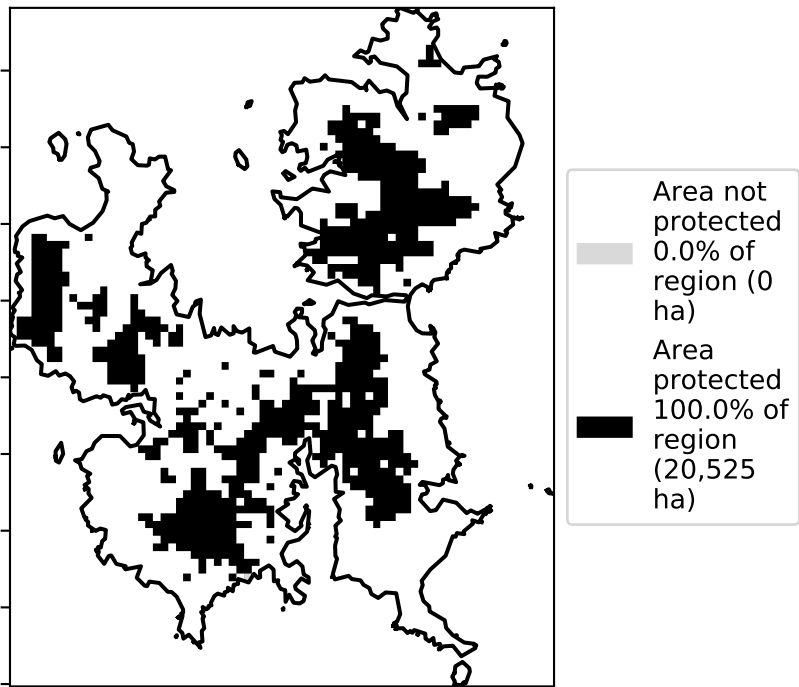 Area not
protected
0.0% of
region (0
ha)
Area
protected
100.0% of
region
(20,525
ha)